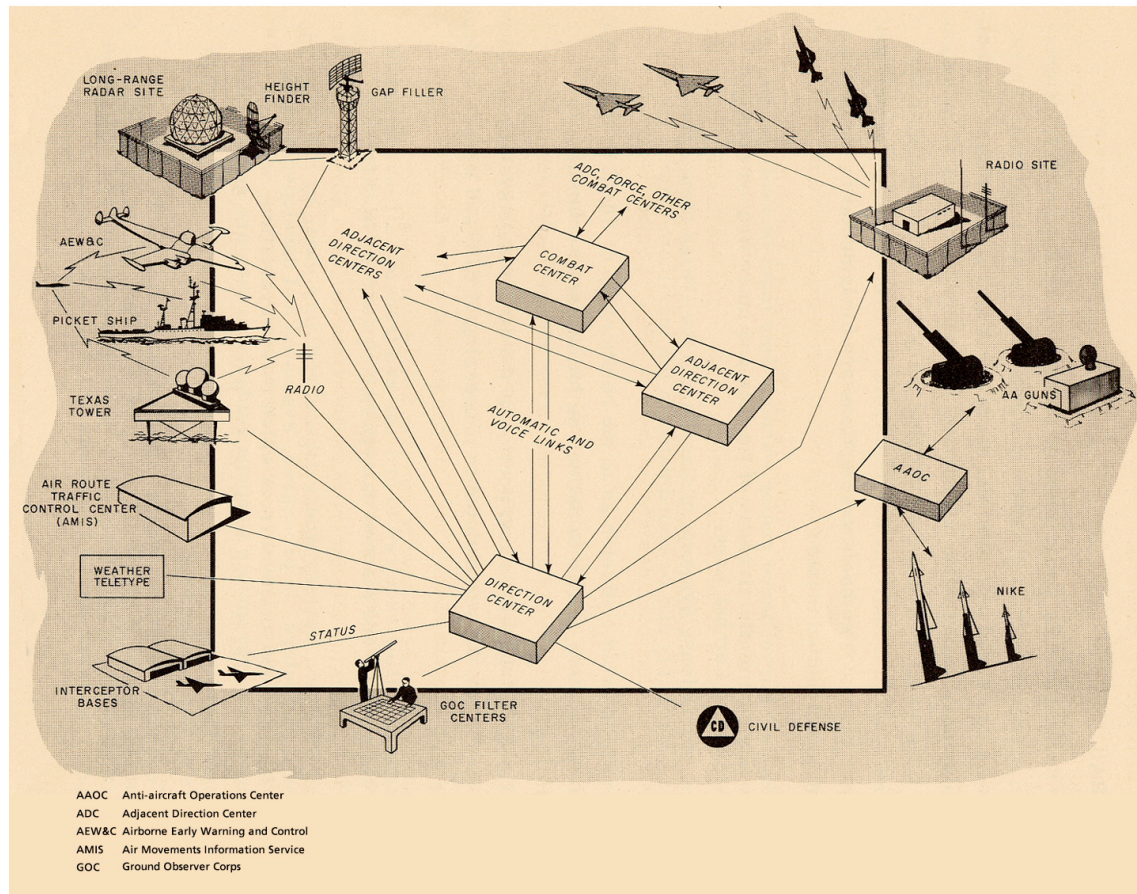 LONG-RANGE
RADAR SITE
HEIGHT
FINDER
GAP FILLER
RADIO SITE
ADC, FORCE, OTHER
COMBAT CENTERS
AEW&C
ADJACENT
DIRECTION
CENTERS
COMBAT
CENTER
PICKET SHIP
RADIO
ADJACENT
DIRECTION
CENTER
AA GUNS
TEXAS
TOWER
AUTOMATIC AND
VOICE LINKS
AAOC
AIR ROUTE
TRAFFIC
CONTROL CENTER
(AMIS)
WEATHER
TELETYPE
DIRECTION
CENTER
NIKE
STATUS
INTERCEPTOR
BASES
GOC FILTER
CENTERS
CD
CIVIL DEFENSE
AAOC Anti-aircraft Operations Center
ADC Adjacent Direction Center
AEW&C Airborne Early Warning and Control
AMIS Air Movements Information Service
GOC Ground Observer Corps